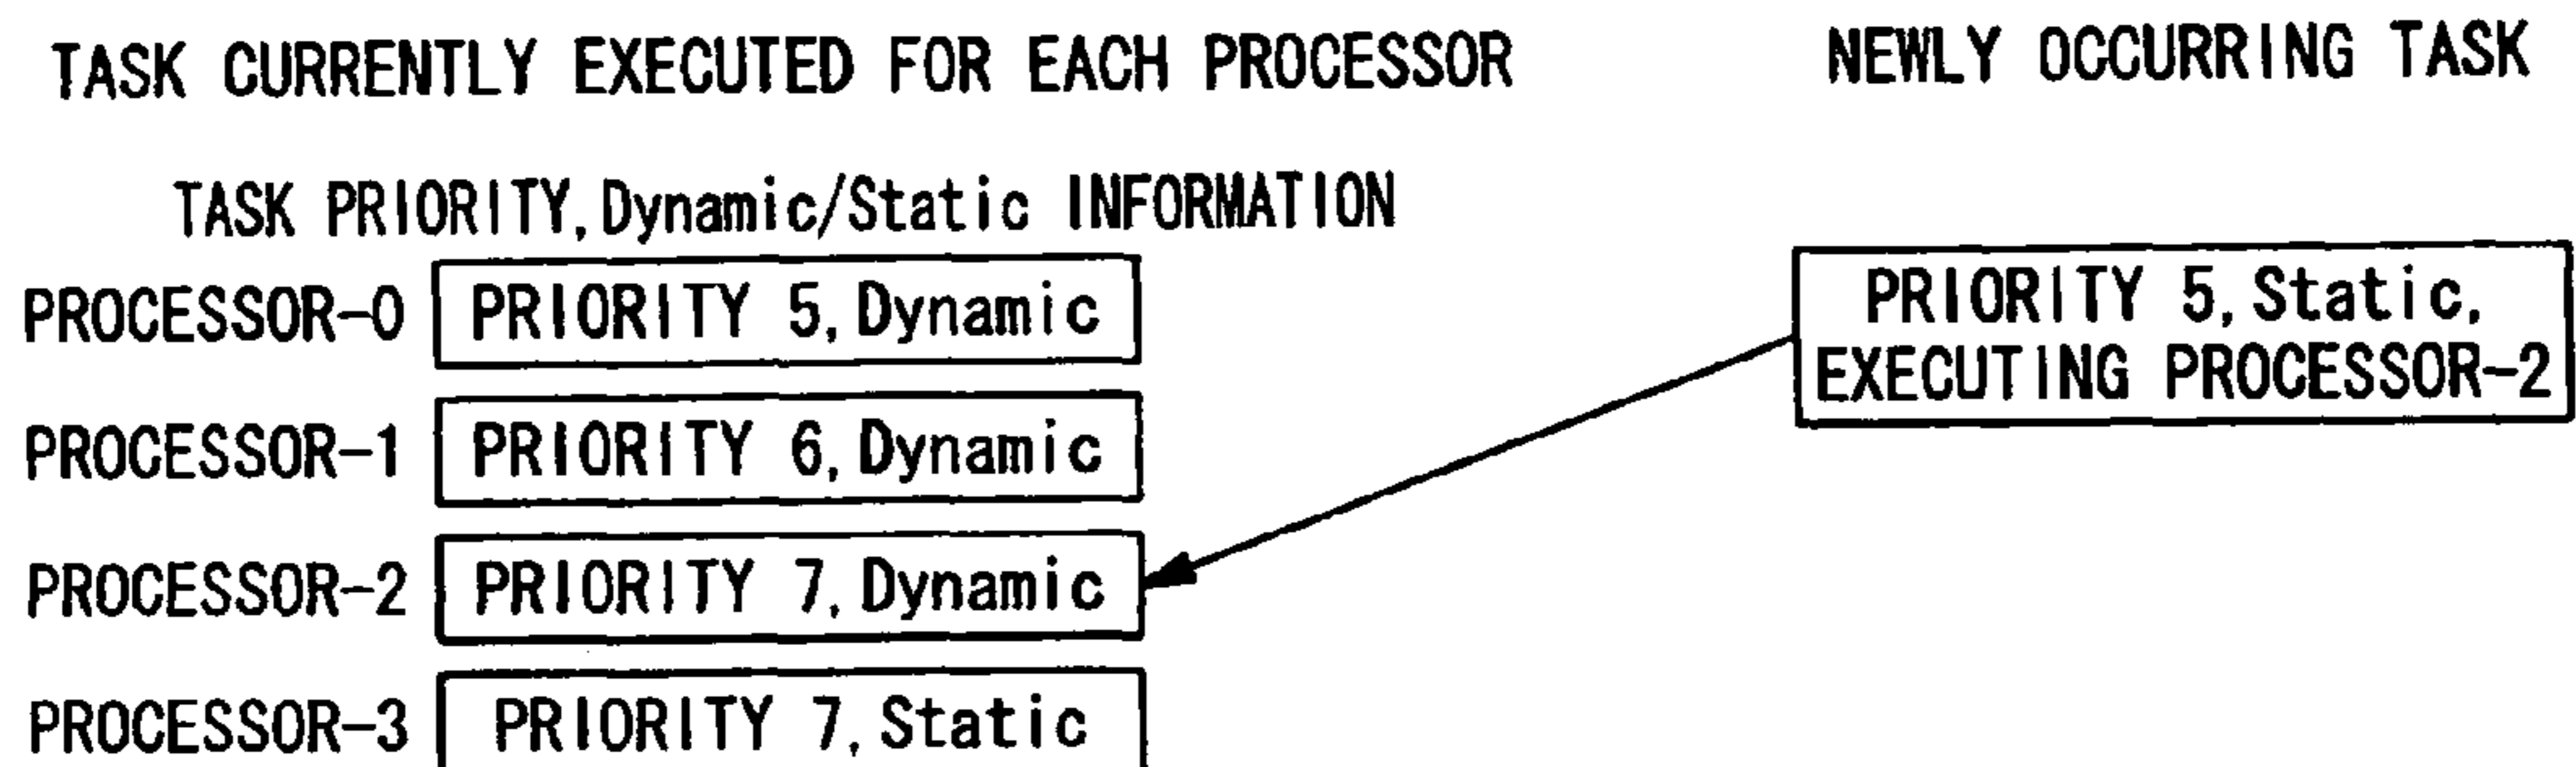 TASK CURRENTLY EXECUTED FOR EACH PROCESSOR
NEWLY OCCURRING TASK
TASK PRIORITY, Dynamic/Static INFORMATION
PROCESSOR-0 PRIORITY 5, Dynamic
PROCESSOR-1 PRIORITY 6, Dynamic
PROCESSOR-2 PRIORITY 7, Dynamic
PROCESSOR-3 PRIORITY 7, Static
PRIORITY 5, Static,
EXECUTING PROCESSOR-2